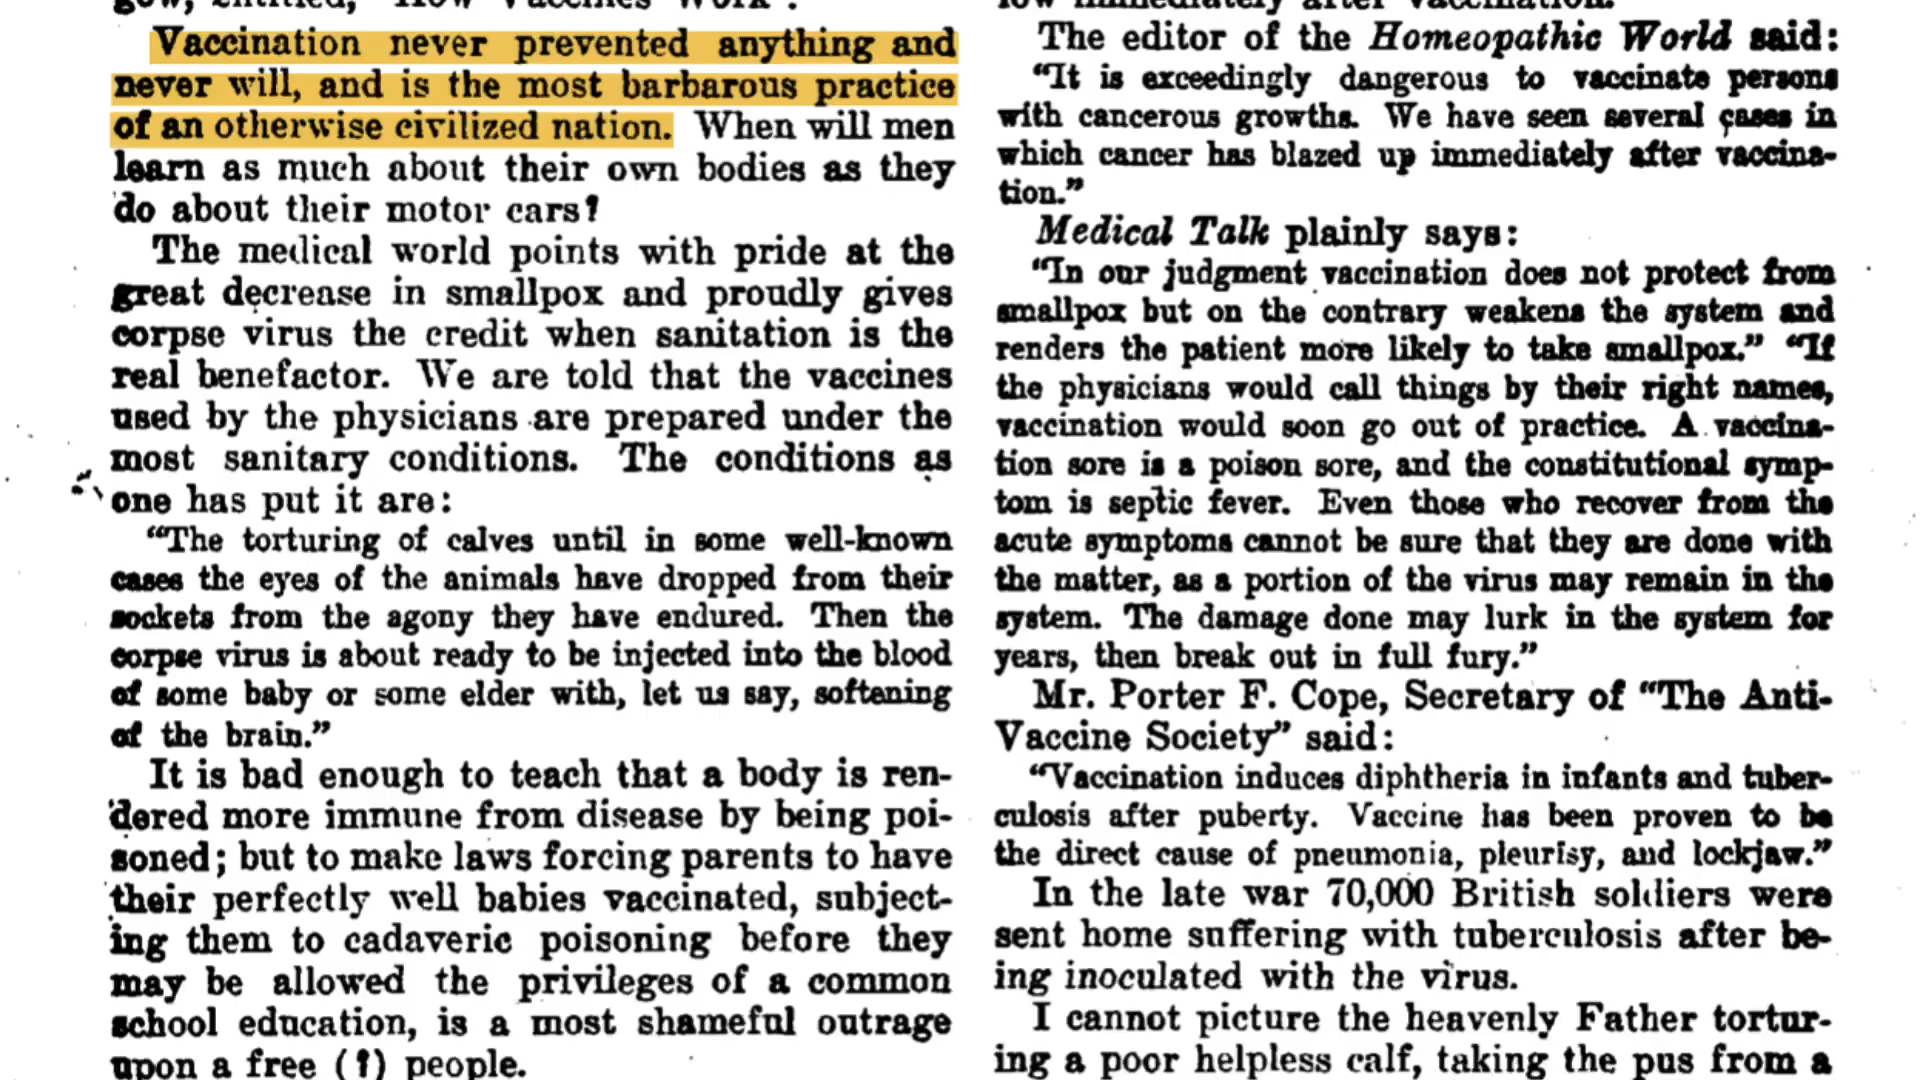 gow, entitled, "How Vaccines Work".
Vaccination never prevented anything and
never will, and is the most barbarous practice
of an otherwise civilized nation. When will men
learn as much about their own bodies as they
do about their motor cars?
The medical world points with pride at the
great decrease in smallpox and proudly gives
corpse virus the credit when sanitation is the
real benefactor. We are told that the vaccines
used by the physicians are prepared under the
most sanitary conditions. The conditions as
one has put it are:
"The torturing of calves until in some well-known
cases the eyes of the animals have dropped from their
sockets from the agony they have endured. Then the
corpse virus is about ready to be injected into the blood
of some baby or some elder with, let us say, softening
of the brain."
It is bad enough to teach that a body is ren-
dered more immune from disease by being poi-
soned; but to make laws forcing parents to have
their perfectly well babies vaccinated, subject-
ing them to cadaveric poisoning before they
may be allowed the privileges of a common
school education, is a most shameful outrage
upon a free (?) people.
low immediately after vaccination."
The editor of the Homeopathic World said:
"It is exceedingly dangerous to vaccinate persons
with cancerous growths. We have seen several cases in
which cancer has blazed up immediately after vaccina-
tion."
Medical Talk plainly says:
"In our judgment vaccination does not protect from
smallpox but on the contrary weakens the system and
renders the patient more likely to take smallpox." "If
the physicians would call things by their right names,
vaccination would soon go out of practice. A vaccina-
tion sore is a poison sore, and the constitutional symp-
tom is septic fever. Even those who recover from the
acute symptoms cannot be sure that they are done with
the matter, as a portion of the virus may remain in the
system. The damage done may lurk in the system for
years, then break out in full fury."
Mr. Porter F. Cope, Secretary of "The Anti-
Vaccine Society" said:
"Vaccination induces diphtheria in infants and tuber-
culosis after puberty. Vaccine has been proven to be
the direct cause of pneumonia, pleurisy, and lockjaw."
In the late war 70,000 British soldiers were
sent home suffering with tuberculosis after be-
ing inoculated with the virus.
I cannot picture the heavenly Father tortur-
ing a poor helpless calf, taking the pus from a